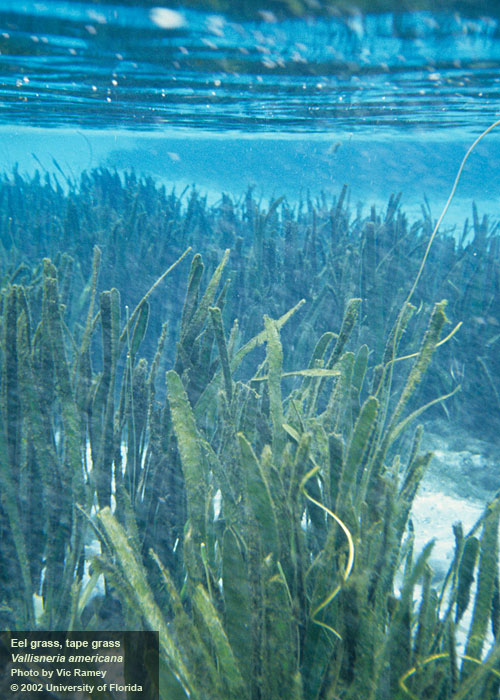 Eel grass, tape grass
Vallisneria americana
Photo by Vic Ramey
© 2002 University of Florida